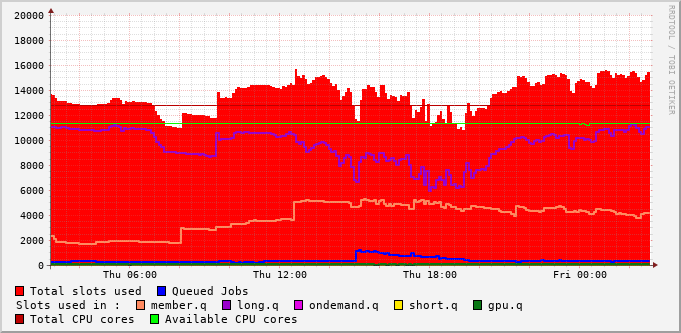 20000
18000
16000
14000
12000
10000
8000
6000
4000
2000
0
Thu 06:00 Thu 12:00 Thu 18:00 Fri 00:00
Total slots used Queued Jobs
Slots used in : member.q long.q ondemand.q short.q gpu.q
Total CPU cores Available CPU cores
RRDTOOL / TOBI OETIKER